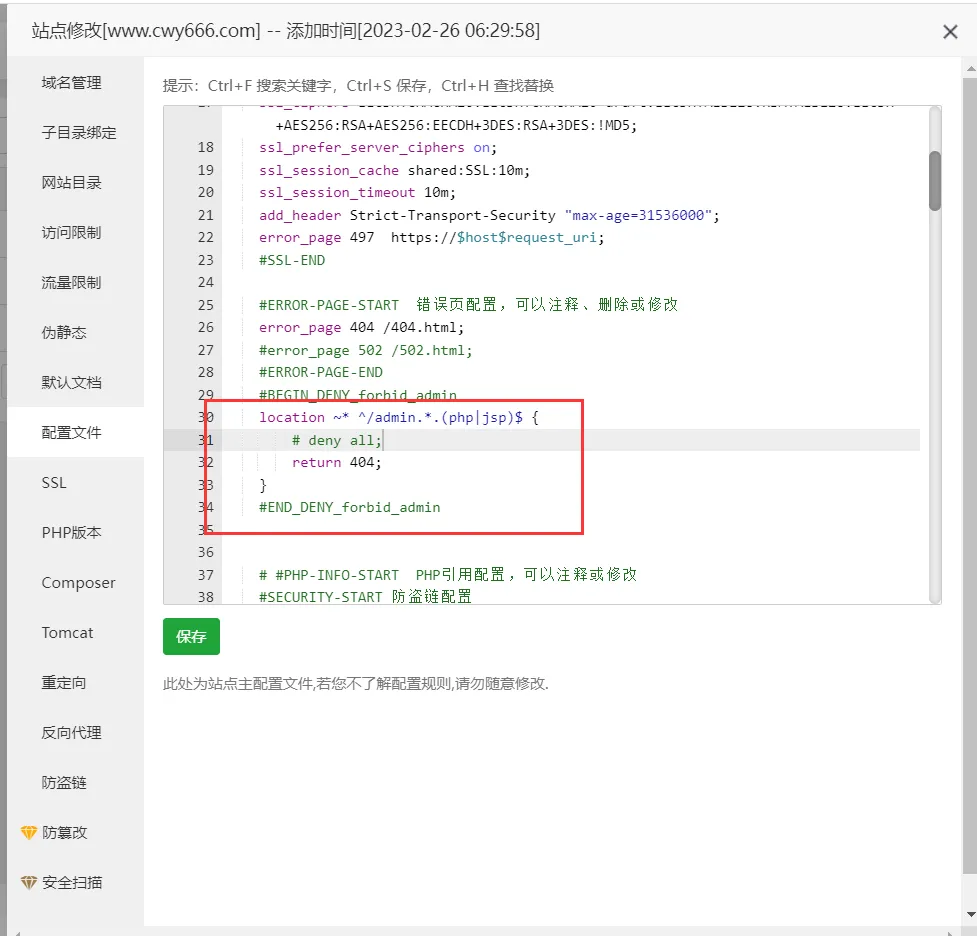 站点修改[www.cwy666.com] -- 添加时间[2023-02-26 06:29:58]
域名管理
子目录绑定
网站目录
访问限制
流量限制
伪静态
默认文档
配置文件
SSL
PHP版本
Composer
Tomcat
重定向
反向代理
防盗链
防篡改
安全扫描
提示：Ctrl+F 搜索关键字，Ctrl+S 保存，Ctrl+H 查找替换
+AES256:RSA+AES256:EECDH+3DES:RSA+3DES:!MD5;
18 ssl_prefer_server_ciphers on;
19 ssl_session_cache shared:SSL:10m;
20 ssl_session_timeout 10m;
21 add_header Strict-Transport-Security "max-age=31536000";
22 error_page 497  https://$host$request_uri;
23 #SSL-END
24
25 #ERROR-PAGE-START  错误页配置，可以注释、删除或修改
26 error_page 404 /404.html;
27 #error_page 502 /502.html;
28 #ERROR-PAGE-END
29 #BEGIN_DENY_forbid_admin
30 location ~* ^/admin.*.(php|jsp)$ {
31 # deny all;
32 return 404;
33 }
34 #END_DENY_forbid_admin
35
36
37 # #PHP-INFO-START  PHP引用配置，可以注释或修改
38 #SECURITY-START 防盗链配置
保存
此处为站点主配置文件,若您不了解配置规则,请勿随意修改.